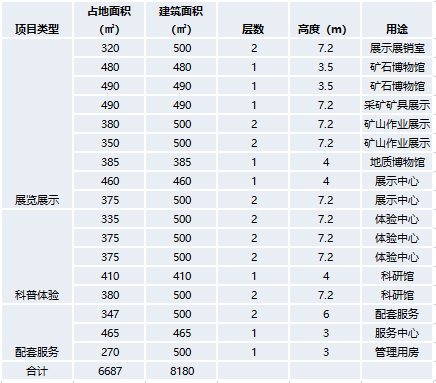 项目类型 占地面积（㎡） 建筑面积（㎡） 层数 高度（m） 用途
320 500 2 7.2 展示展销室
480 480 1 3.5 矿石博物馆
490 490 1 3.5 矿石博物馆
490 490 1 7.2 采矿矿具展示
380 500 2 7.2 矿山作业展示
350 500 2 7.2 矿山作业展示
385 385 1 4 地质博物馆
460 460 1 4 展示中心
展览展示 375 500 2 7.2 展示中心
335 500 2 7.2 体验中心
375 500 2 7.2 体验中心
375 500 2 7.2 体验中心
410 410 1 4 科研馆
科普体验 380 500 2 7.2 科研馆
347 500 2 6 配套服务
465 465 1 3 服务中心
配套服务 270 500 1 3 管理用房
合计 6687 8180